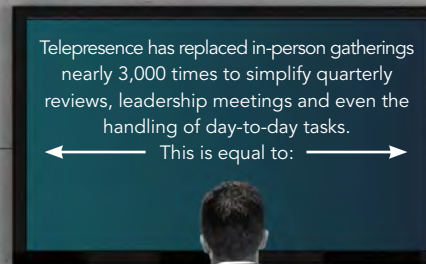 Telepresence has replaced in-person gatherings
nearly 3,000 times to simplify quarterly
reviews, leadership meetings and even the
handling of day-to-day tasks.
This is equal to: